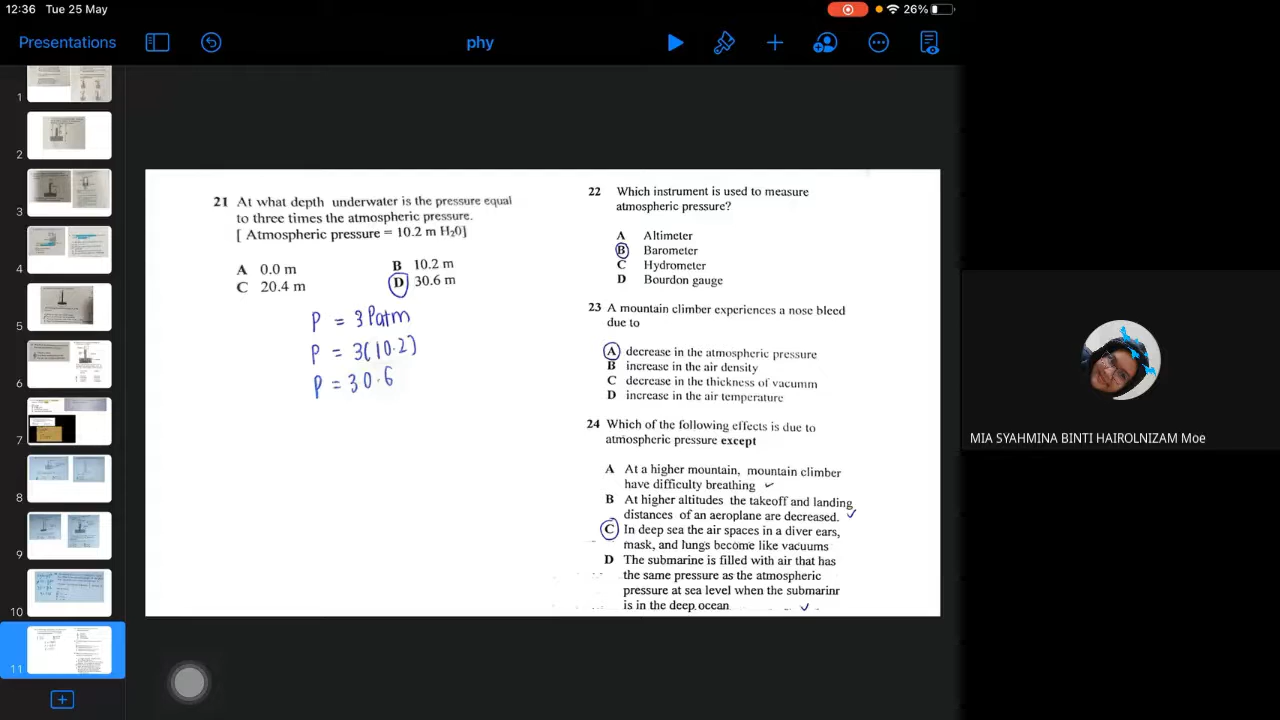 12:36 Tue 25 May
26%
Presentations
phy
1
2
3
4
5
6
7
8
9
10
11
21 At what depth underwater is the pressure equal
to three times the atmospheric pressure.
[ Atmospheric pressure = 10.2 m H₂0]
A 0.0 m B 10.2 m
C 20.4 m D 30.6 m
P = 3 Patm
P = 3(10.2)
P = 30.6
22 Which instrument is used to measure
atmospheric pressure?
A Altimeter
B Barometer
C Hydrometer
D Bourdon gauge
23 A mountain climber experiences a nose bleed
due to
A decrease in the atmospheric pressure
B increase in the air density
C decrease in the thickness of vacumm
D increase in the air temperature
24 Which of the following effects is due to
atmospheric pressure except
A At a higher mountain, mountain climber
have difficulty breathing ✓
B At higher altitudes the takeoff and landing
distances of an aeroplane are decreased. ✓
C In deep sea the air spaces in a diver ears,
mask, and lungs become like vacuums
D The submarine is filled with air that has
the same pressure as the atmospheric
pressure at sea level when the submarinr
is in the deep ocean ✓
MIA SYAHMINA BINTI HAIROLNIZAM Moe